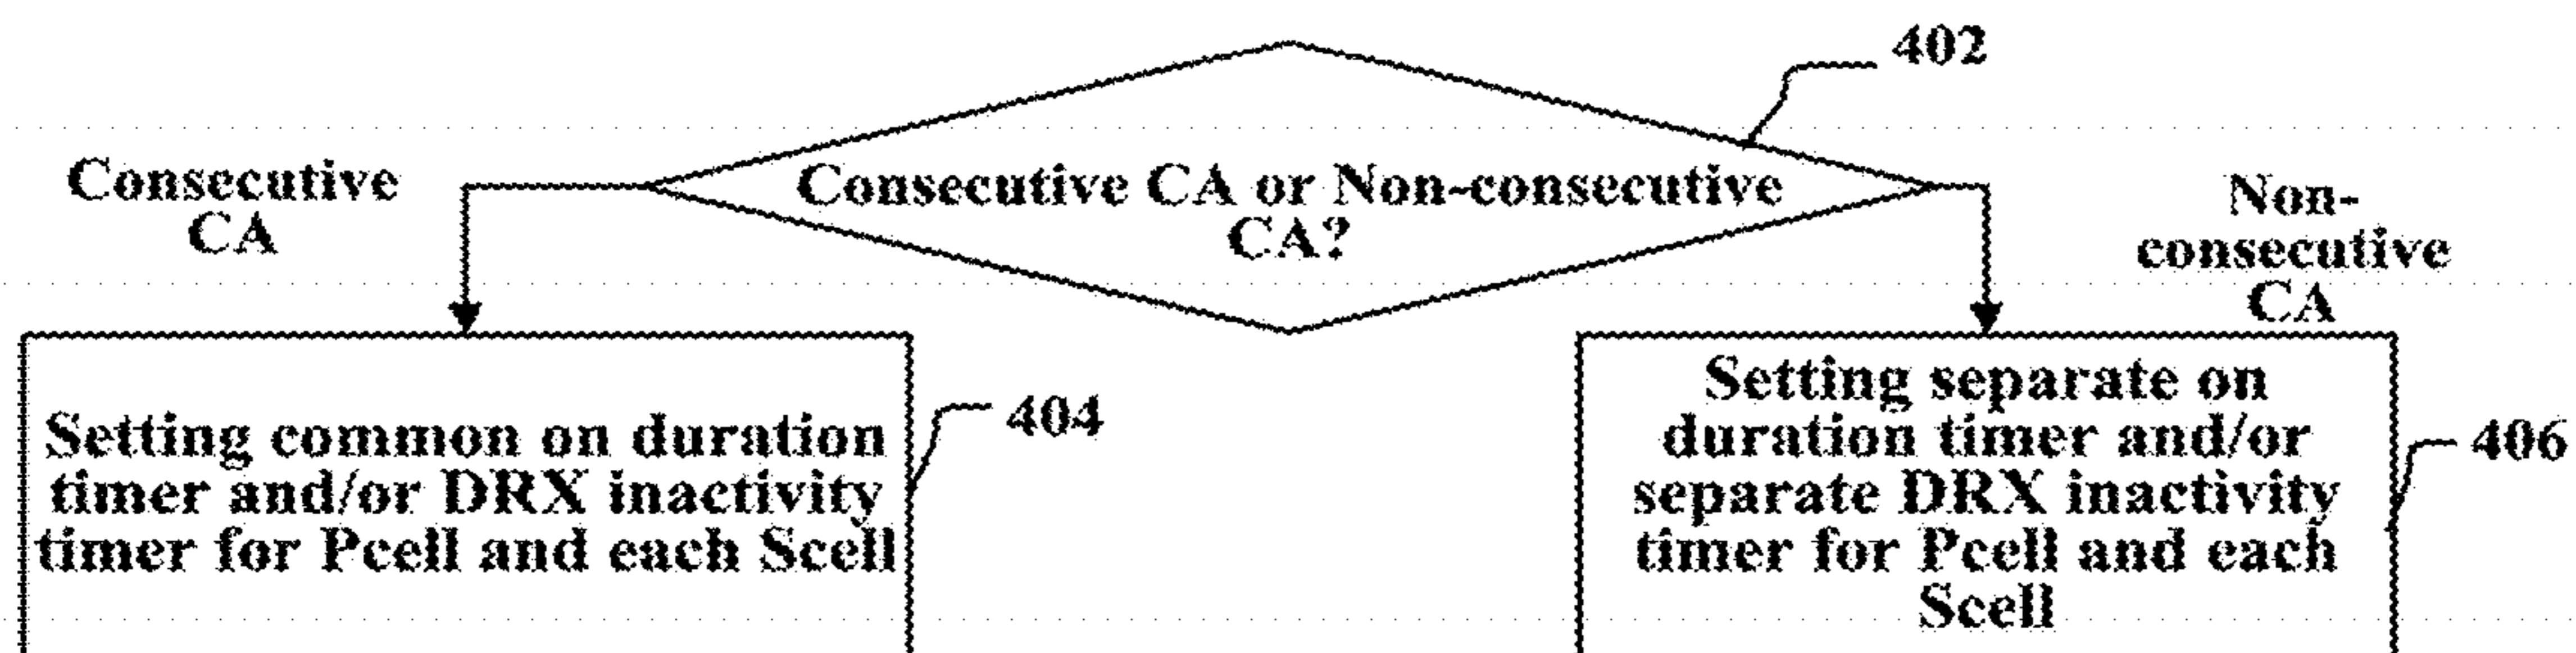 402
Consecutive
CA
Consecutive CA or Non-consecutive
CA?
Non-
consecutive
CA
Setting common on duration
timer and/or DRX inactivity
timer for Pcell and each Scell
404
Setting separate on
duration timer and/or
separate DRX inactivity
timer for Pcell and each
Scell
406